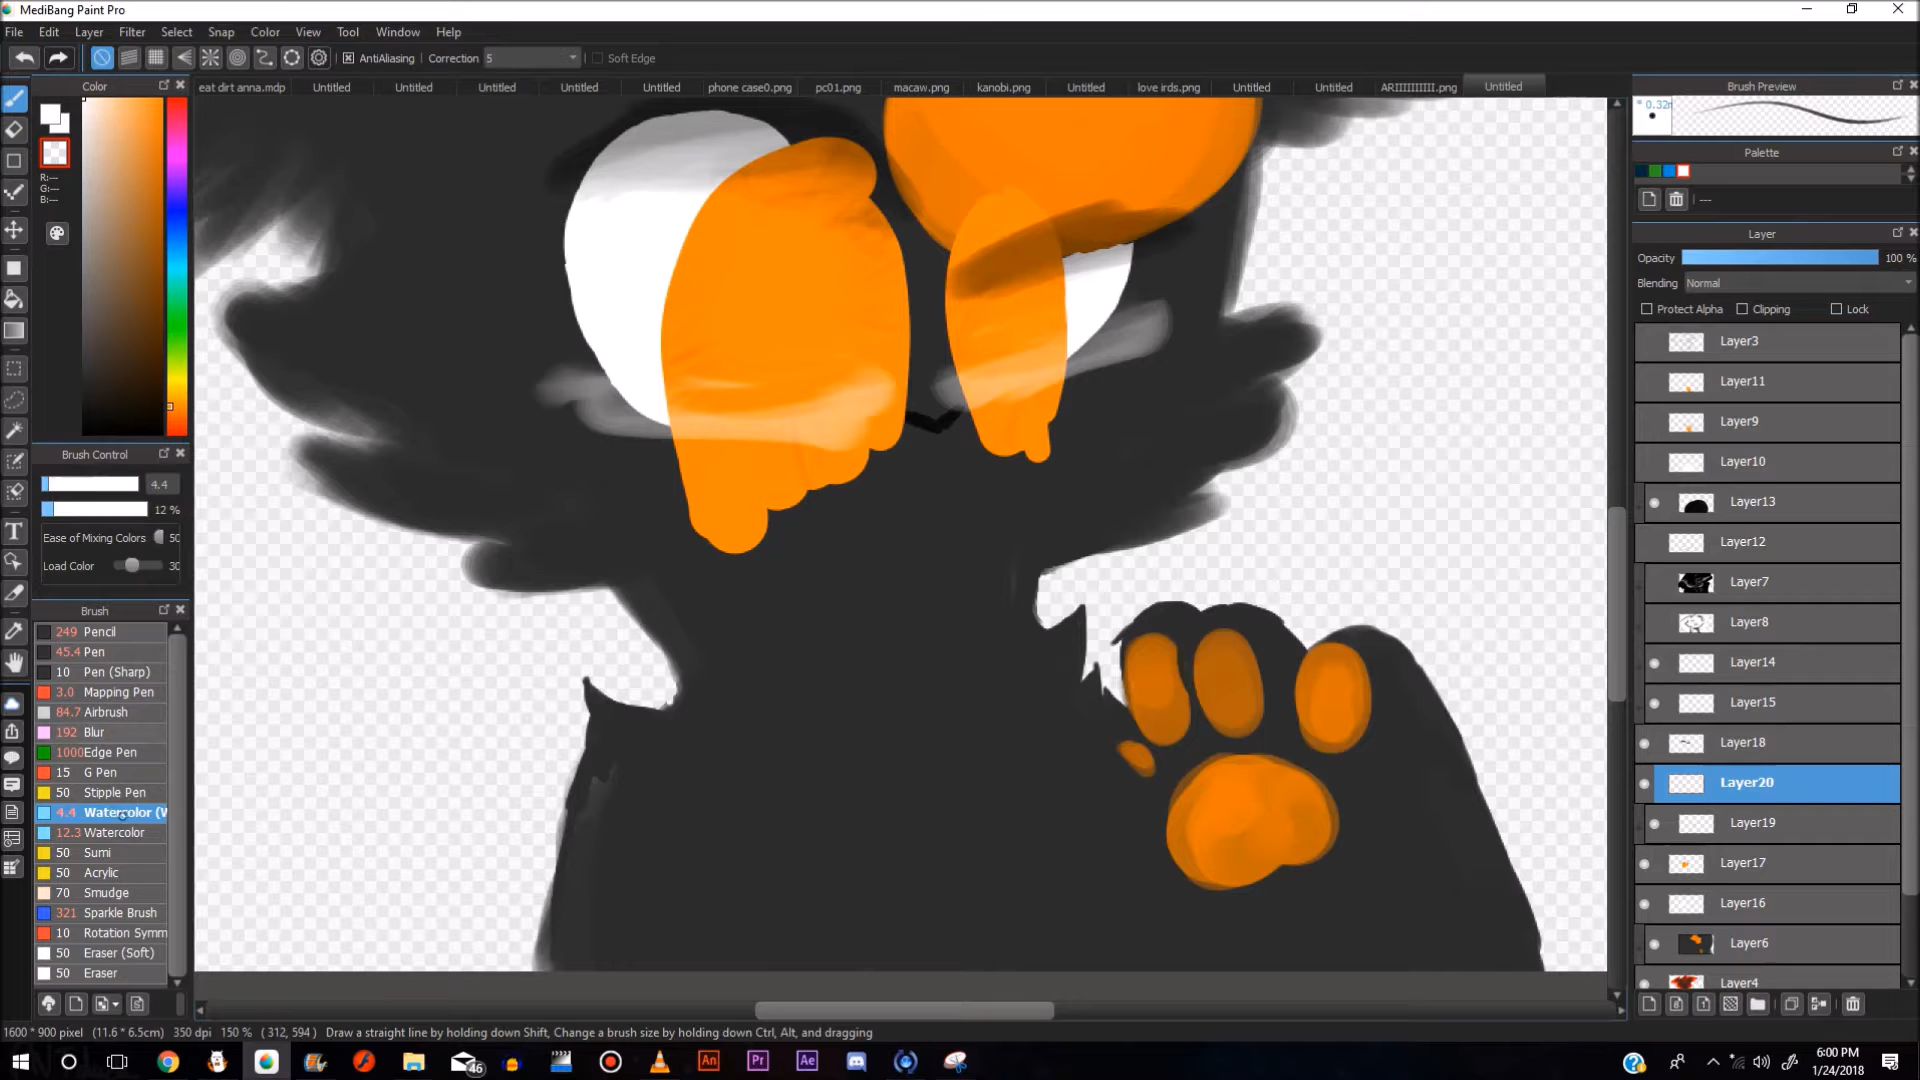 MediBang Paint Pro
File Edit Layer Filter Select Snap Color View Tool Window Help
AntiAliasing Correction 5 Soft Edge
Color
eat dirt anna.mdp Untitled Untitled Untitled Untitled Untitled phone case0.png pc01.png macaw.png kanobi.png Untitled love irds.png Untitled Untitled ARIIIIIIIIII.png Untitled
Brush Preview
* 0.32r
Palette
R:---
G:---
B:---
---
Layer
Opacity 100 %
Blending Normal
Protect Alpha Clipping Lock
Layer3
Layer11
Layer9
Layer10
Layer13
Layer12
Layer7
Layer8
Layer14
Layer15
Layer18
Layer20
Layer19
Layer17
Layer16
Layer6
Layer4
Brush Control
4.4
12 %
Ease of Mixing Colors 50
Load Color 30
Brush
249 Pencil
45.4 Pen
10 Pen (Sharp)
3.0 Mapping Pen
84.7 Airbrush
192 Blur
1000 Edge Pen
15 G Pen
50 Stipple Pen
4.4 Watercolor (W
12.3 Watercolor
50 Sumi
50 Acrylic
70 Smudge
321 Sparkle Brush
10 Rotation Symm
50 Eraser (Soft)
50 Eraser
1600 * 900 pixel (11.6 * 6.5cm) 350 dpi 150 % ( 312, 594 ) Draw a straight line by holding down Shift, Change a brush size by holding down Ctrl, Alt, and dragging
46
An Pr Ae
6:00 PM
1/24/2018